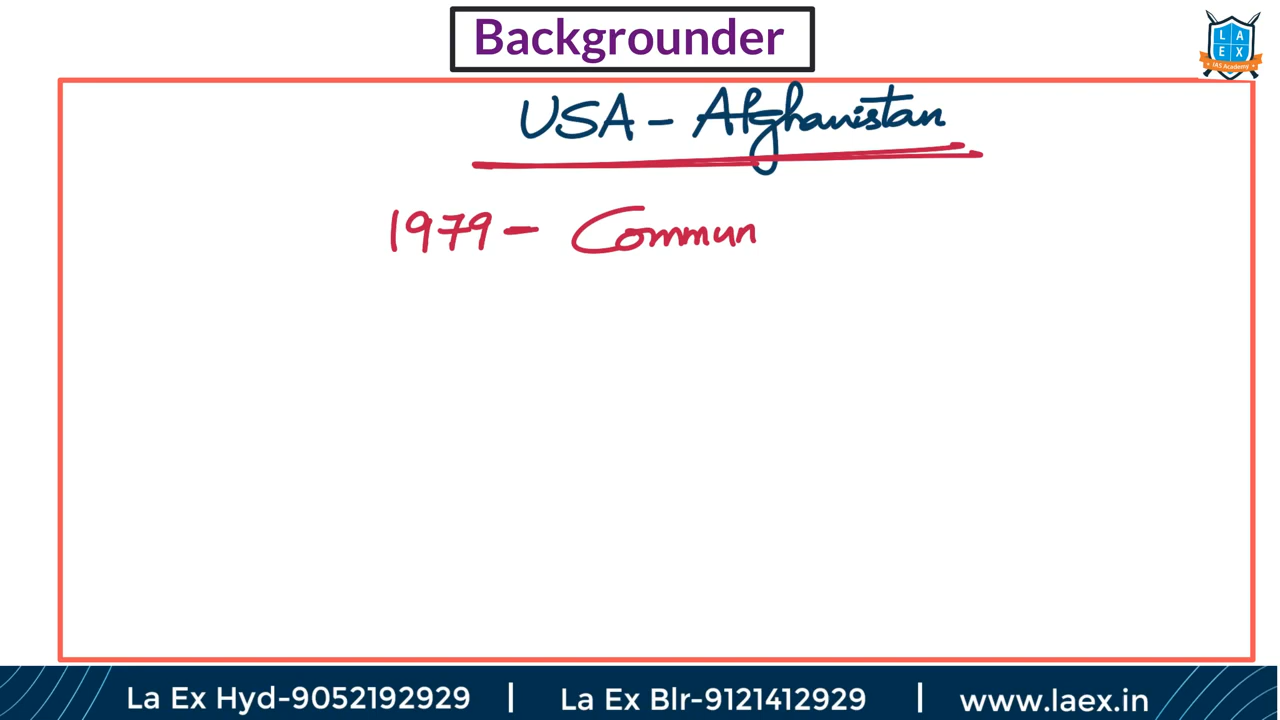 Backgrounder
L A
E X
IAS Academy
USA - Afghanistan
1979 - Commun
La Ex Hyd-9052192929 | La Ex Blr-9121412929 | www.laex.in